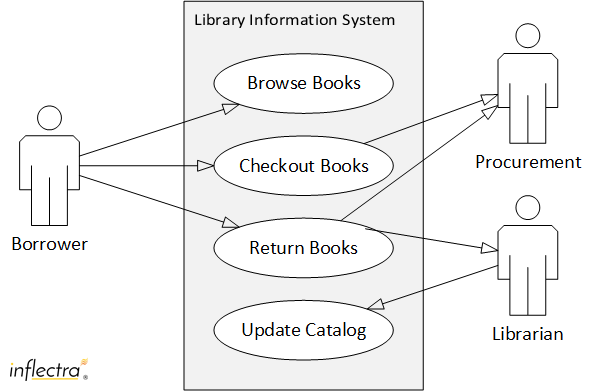 Library Information System
Browse Books
Checkout Books
Procurement
Borrower
Return Books
Update Catalog
Librarian
inflectra®